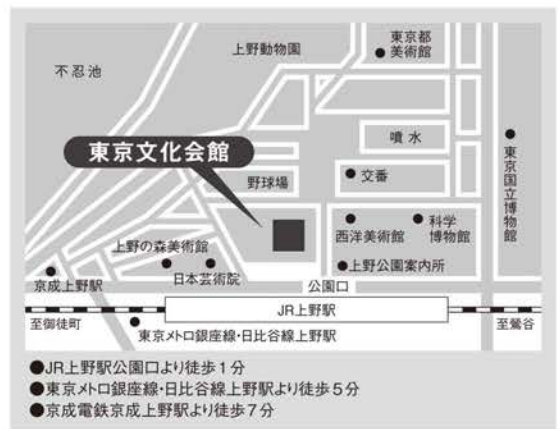 東京都
美術館
上野動物園
不忍池
噴水
東京文化会館
交番
東京国立博物館
野球場
西洋美術館
科学
博物館
上野の森美術館
日本芸術院
●上野公園案内所
京成上野駅
公園口
JR上野駅
至御徒町
東京メトロ銀座線・日比谷線上野駅
至鶯谷
●JR上野駅公園口より徒歩1分
●東京メトロ銀座線・日比谷線上野駅より徒歩5分
●京成電鉄京成上野駅より徒歩7分